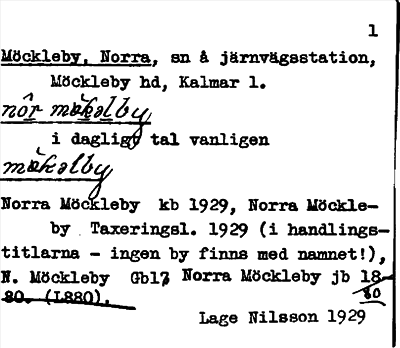 1
Möckleby, Norra, sn å järnvägsstation,
Möckleby hd, Kalmar l.
i dagligt tal vanligen
Norra Möckleby kb 1929, Norra Möckle-
by Taxeringsl. 1929 (i handlings-
titlarna - ingen by finns med namnet!),
N. Möckleby Gbl7 Norra Möckleby jb 18
80
80. (L880).
Lage Nilsson 1929